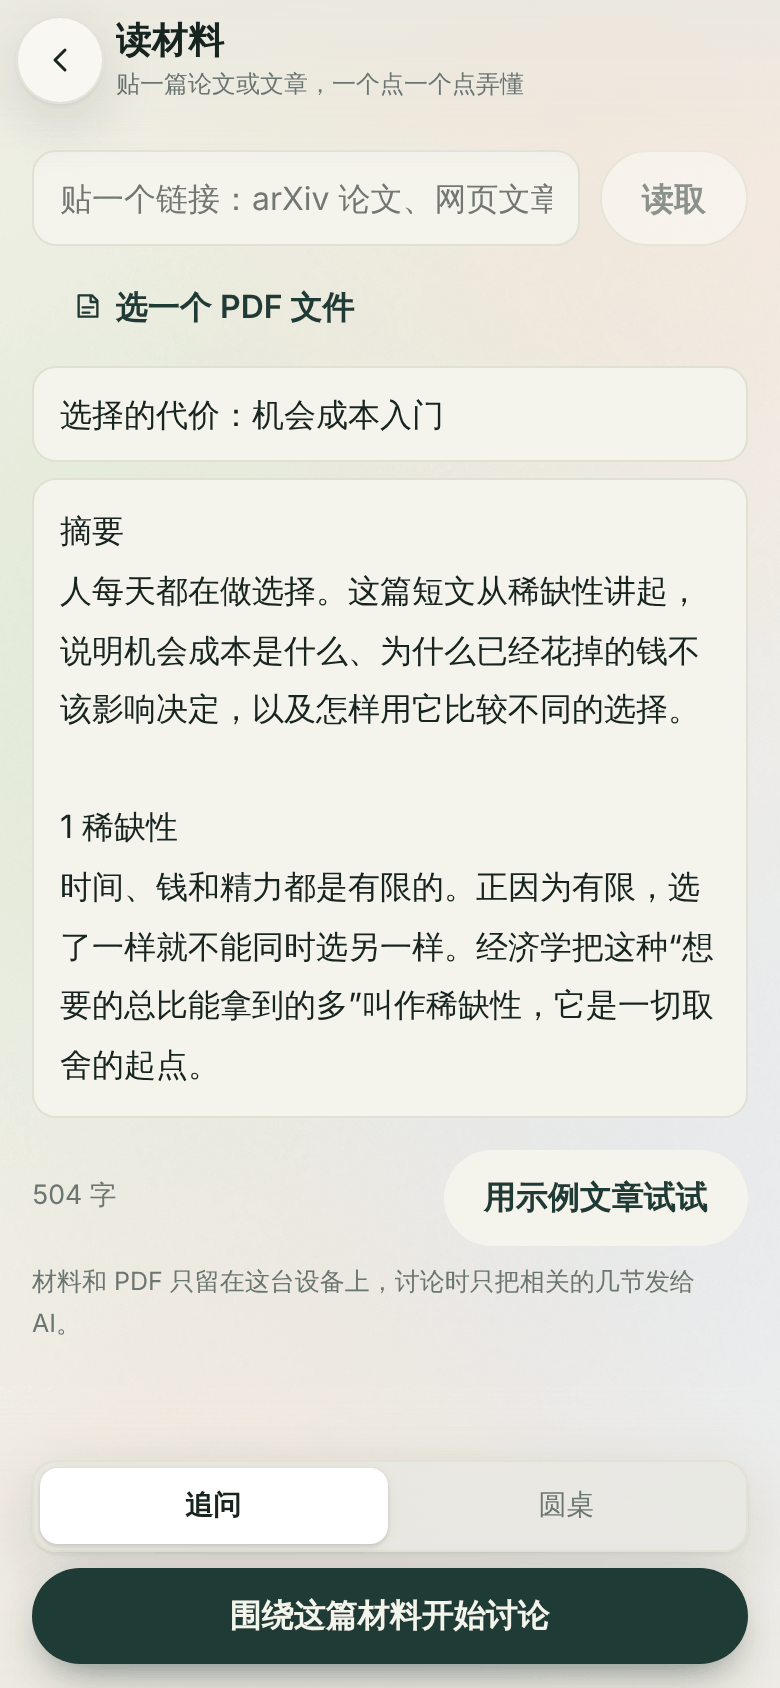 读材料
贴一篇论文或文章，一个点一个点弄懂
贴一个链接：arXiv 论文、网页文章
读取
选一个 PDF 文件
选择的代价：机会成本入门
摘要
人每天都在做选择。这篇短文从稀缺性讲起，
说明机会成本是什么、为什么已经花掉的钱不
该影响决定，以及怎样用它比较不同的选择。
1 稀缺性
时间、钱和精力都是有限的。正因为有限，选
了一样就不能同时选另一样。经济学把这种“想
要的总比能拿到的多”叫作稀缺性，它是一切取
舍的起点。
504 字
用示例文章试试
材料和 PDF 只留在这台设备上，讨论时只把相关的几节发给
AI。
追问
圆桌
围绕这篇材料开始讨论